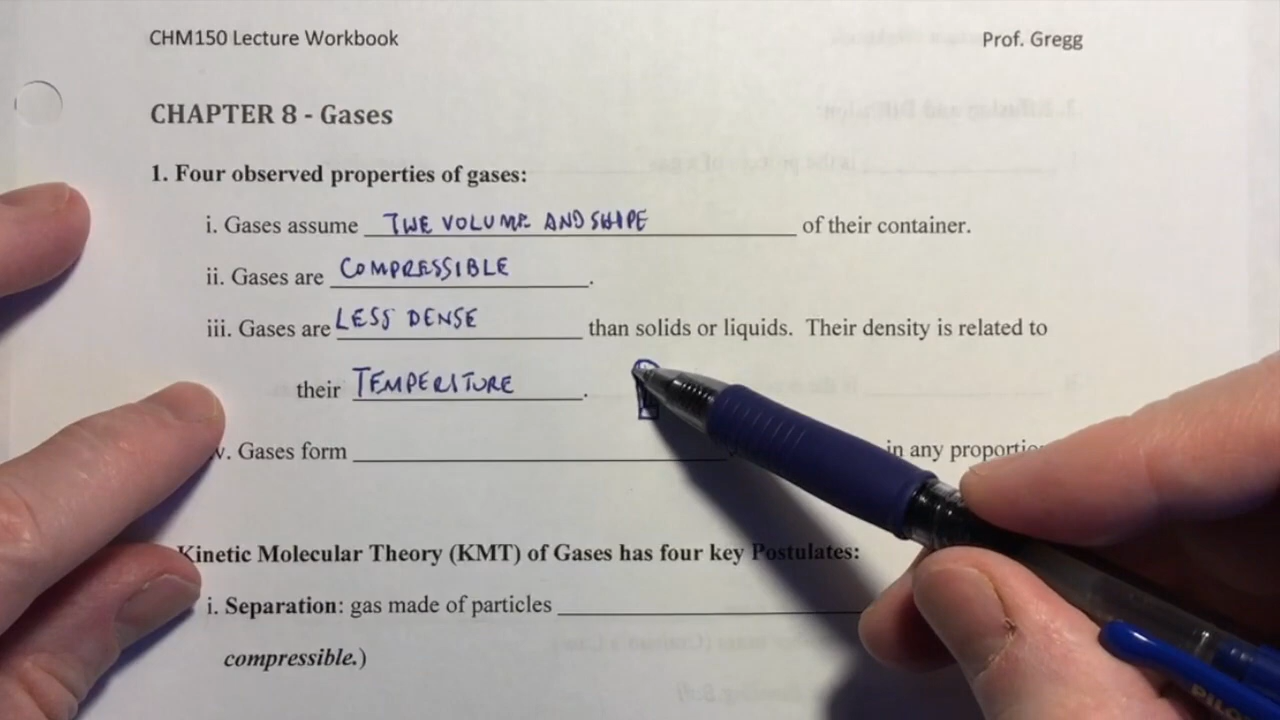 CHM150 Lecture Workbook Prof. Gregg
CHAPTER 8 - Gases
1. Four observed properties of gases:
i. Gases assume THE VOLUME AND SHAPE of their container.
ii. Gases are COMPRESSIBLE.
iii. Gases are LESS DENSE than solids or liquids. Their density is related to
their TEMPERATURE.
v. Gases form in any proportio
Kinetic Molecular Theory (KMT) of Gases has four key Postulates:
i. Separation: gas made of particles
compressible.)
PILO